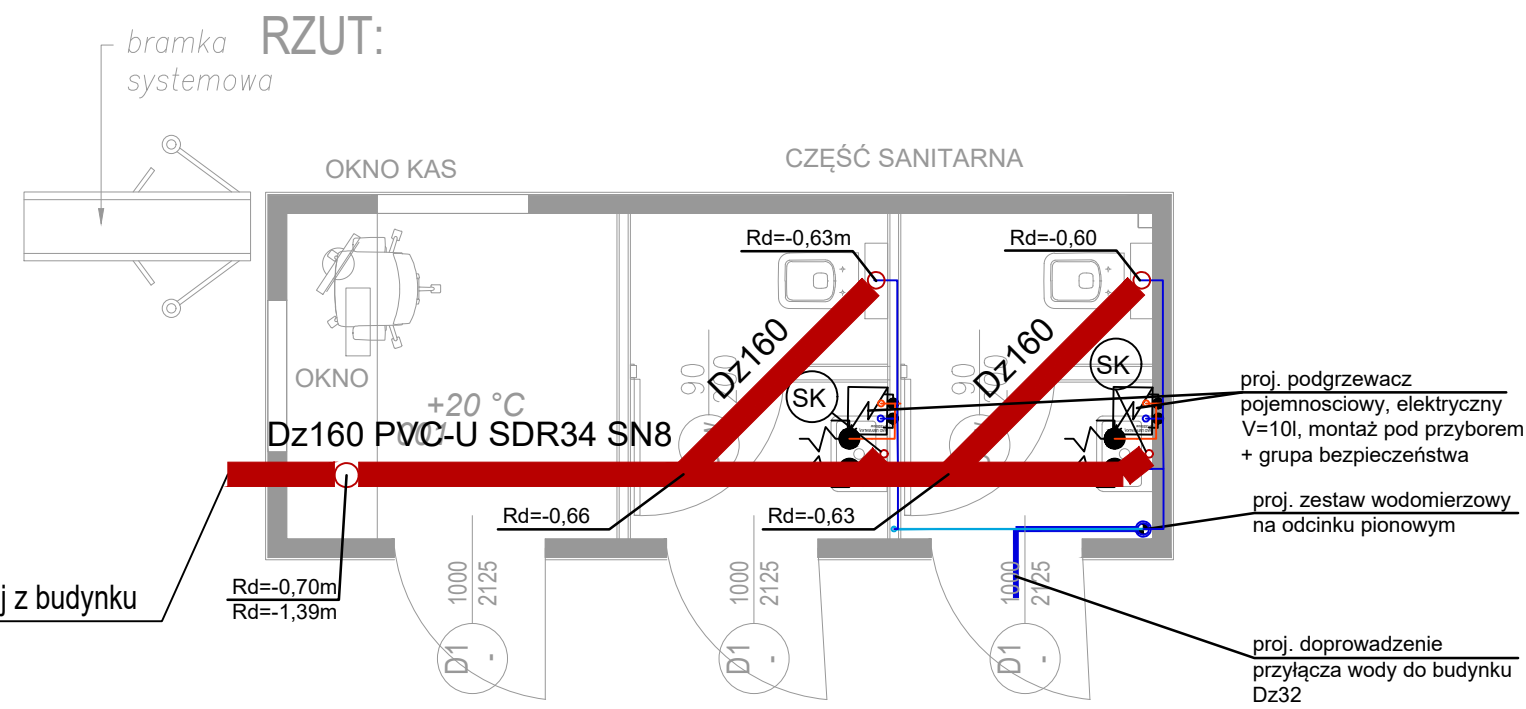 bramka
systemowa
RZUT:
OKNO KAS
CZĘŚĆ SANITARNA
Rd=-0,63m
Rd=-0,60
Dz160
Dz160
90
90
SK
SK
OKNO
+20 °C
Dz160 PVC-U SDR34 SN8
proj. podgrzewacz
pojemnosciowy, elektryczny
V=10l, montaż pod przyborem
+ grupa bezpieczeństwa
Rd=-0,66
Rd=-0,63
proj. zestaw wodomierzowy
na odcinku pionowym
j z budynku
Rd=-0,70m
Rd=-1,39m
1000
2125
1000
2125
1000
2125
D1
-
D1
-
D1
-
proj. doprowadzenie
przyłącza wody do budynku
Dz32